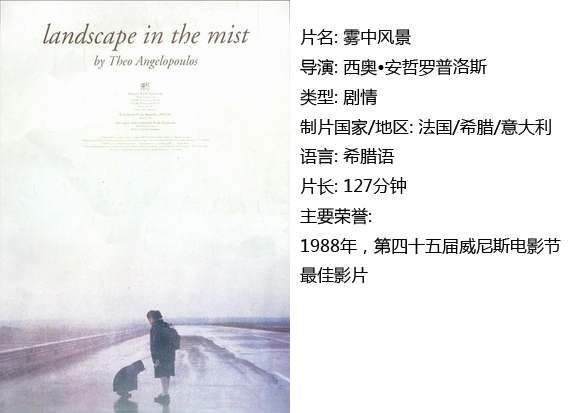 landscape in the mist
by Theo Angelopoulos
片名: 雾中风景
导演: 西奥•安哲罗普洛斯
类型: 剧情
制片国家/地区: 法国/希腊/意大利
语言: 希腊语
片长: 127分钟
主要荣誉:
1988年，第四十五届威尼斯电影节
最佳影片